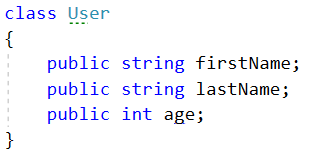 class User
{
    public string firstName;
    public string lastName;
    public int age;
}